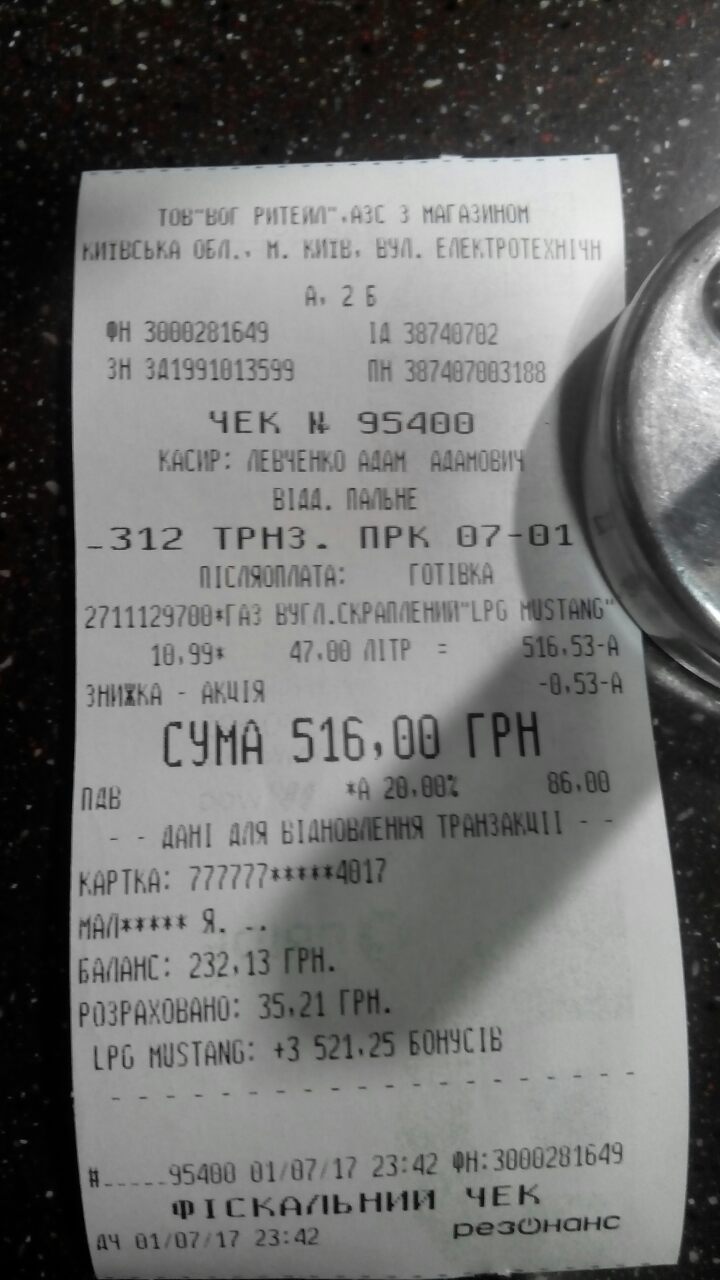 ТОВ"ВОГ РИТЕЙЛ",АЗС З МАГАЗИНОМ
КИЇВСЬКА ОБЛ., М. КИЇВ, ВУЛ. ЕЛЕКТРОТЕХНІЧН
А, 2 Б
ФН 3000281649 ІД 38740702
ЗН ЗД1991013599 ПН 387407003188
ЧЕК № 95400
КАСИР: ЛЕВЧЕНКО АДАМ АДАМОВИЧ
ВІДД. ПАЛЬНЕ
_312 ТРНЗ. ПРК 07-01
ПІСЛЯОПЛАТА: ГОТІВКА
2711129700*ГАЗ ВУГЛ.СКРАПЛЕНИЙ"LPG MUSTANG"
10,99* 47,00 ЛІТР = 516,53-А
ЗНИЖКА - АКЦІЯ -0,53-А
СУМА 516,00 ГРН
ПДВ *А 20,00% 86,00
- - ДАНІ ДЛЯ ВІДНОВЛЕННЯ ТРАНЗАКЦІІ - -
КАРТКА: 777777*****4017
МАЛ***** Я. ..
БАЛАНС: 232,13 ГРН.
РОЗРАХОВАНО: 35,21 ГРН.
LPG MUSTANG: +3 521,25 БОНУСІВ
- - - - - - - - - - - - - - - - - - - -
#_____95400 01/07/17 23:42 ФН:3000281649
ФІСКАЛЬНИЙ ЧЕК
ДЧ 01/07/17 23:42 резонанс